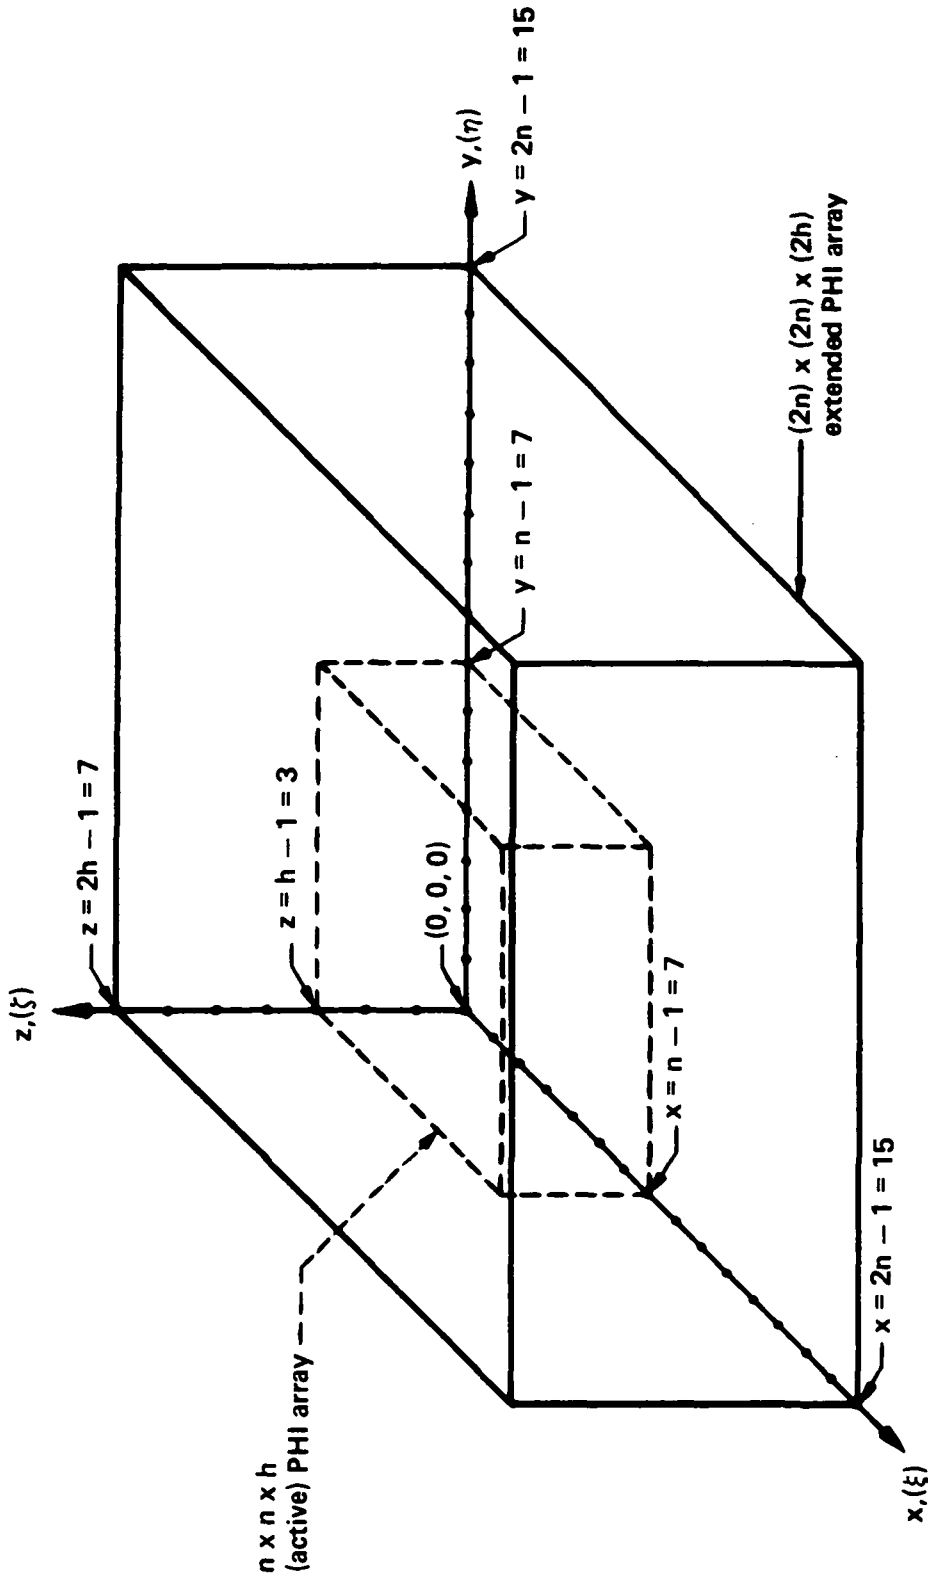 z,(ζ)
z = 2h − 1 = 7
z = h − 1 = 3
(0, 0, 0)
y,(η)
y = 2n − 1 = 15
y = n − 1 = 7
n x n x h
(active) PHI array
x = n − 1 = 7
x = 2n − 1 = 15
x,(ξ)
(2n) x (2n) x (2h)
extended PHI array